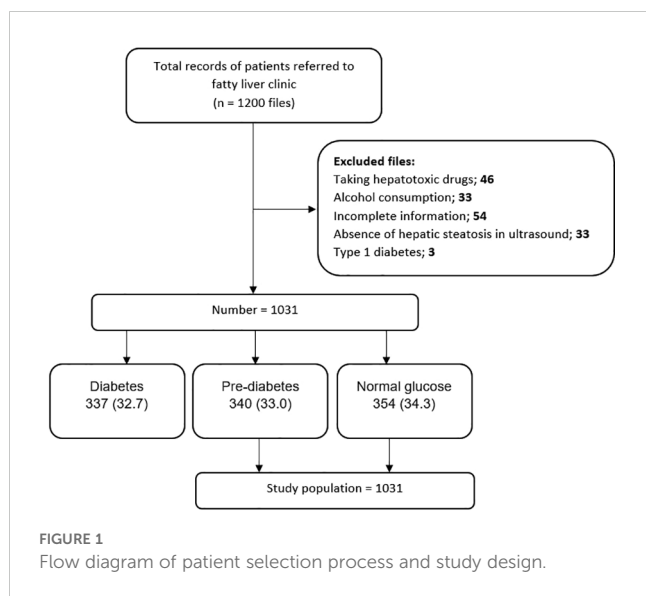 Total records of patients referred to
fatty liver clinic
(n = 1200 files)
Excluded files:
Taking hepatotoxic drugs; 46
Alcohol consumption; 33
Incomplete information; 54
Absence of hepatic steatosis in ultrasound; 33
Type 1 diabetes; 3
Number = 1031
Diabetes
337 (32.7)
Pre-diabetes
340 (33.0)
Normal glucose
354 (34.3)
Study population = 1031
FIGURE 1
Flow diagram of patient selection process and study design.